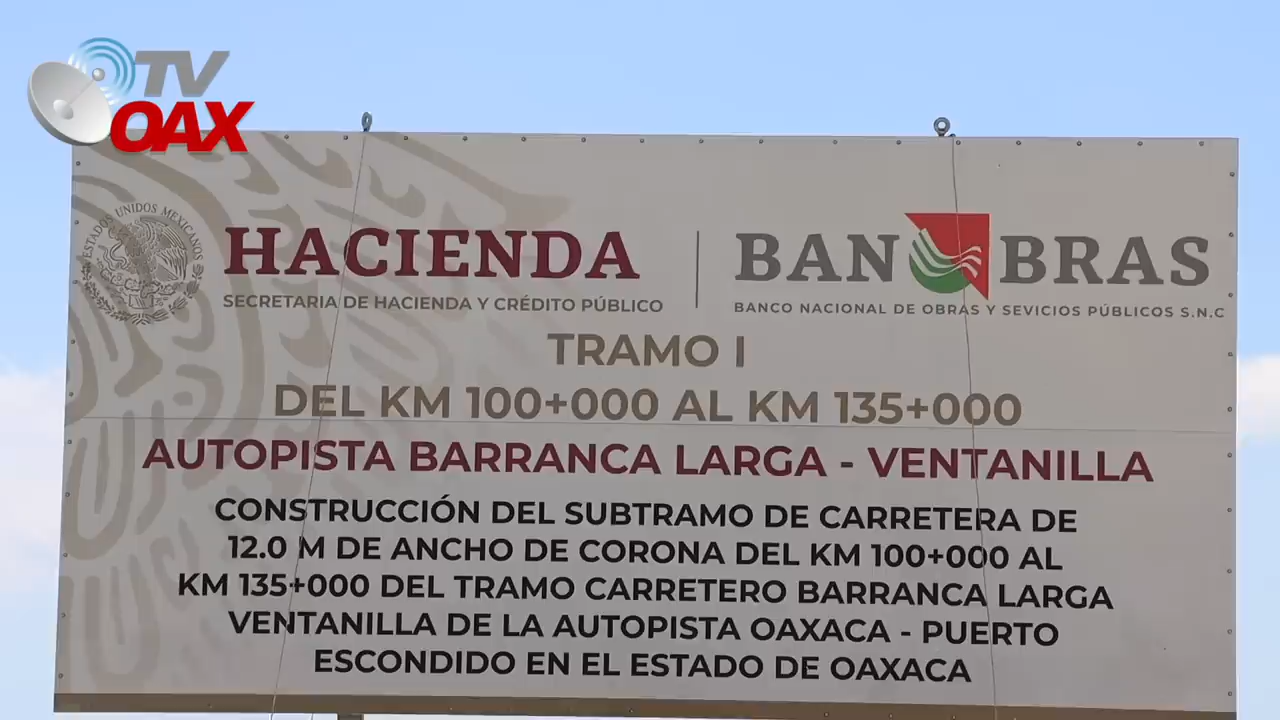 TV
OAX
ESTADOS UNIDOS MEXICANOS
HACIENDA
SECRETARIA DE HACIENDA Y CRÉDITO PÚBLICO
BANOBRAS
BANCO NACIONAL DE OBRAS Y SEVICIOS PÚBLICOS S.N.C
TRAMO I
DEL KM 100+000 AL KM 135+000
AUTOPISTA BARRANCA LARGA - VENTANILLA
CONSTRUCCIÓN DEL SUBTRAMO DE CARRETERA DE
12.0 M DE ANCHO DE CORONA DEL KM 100+000 AL
KM 135+000 DEL TRAMO CARRETERO BARRANCA LARGA
VENTANILLA DE LA AUTOPISTA OAXACA - PUERTO
ESCONDIDO EN EL ESTADO DE OAXACA